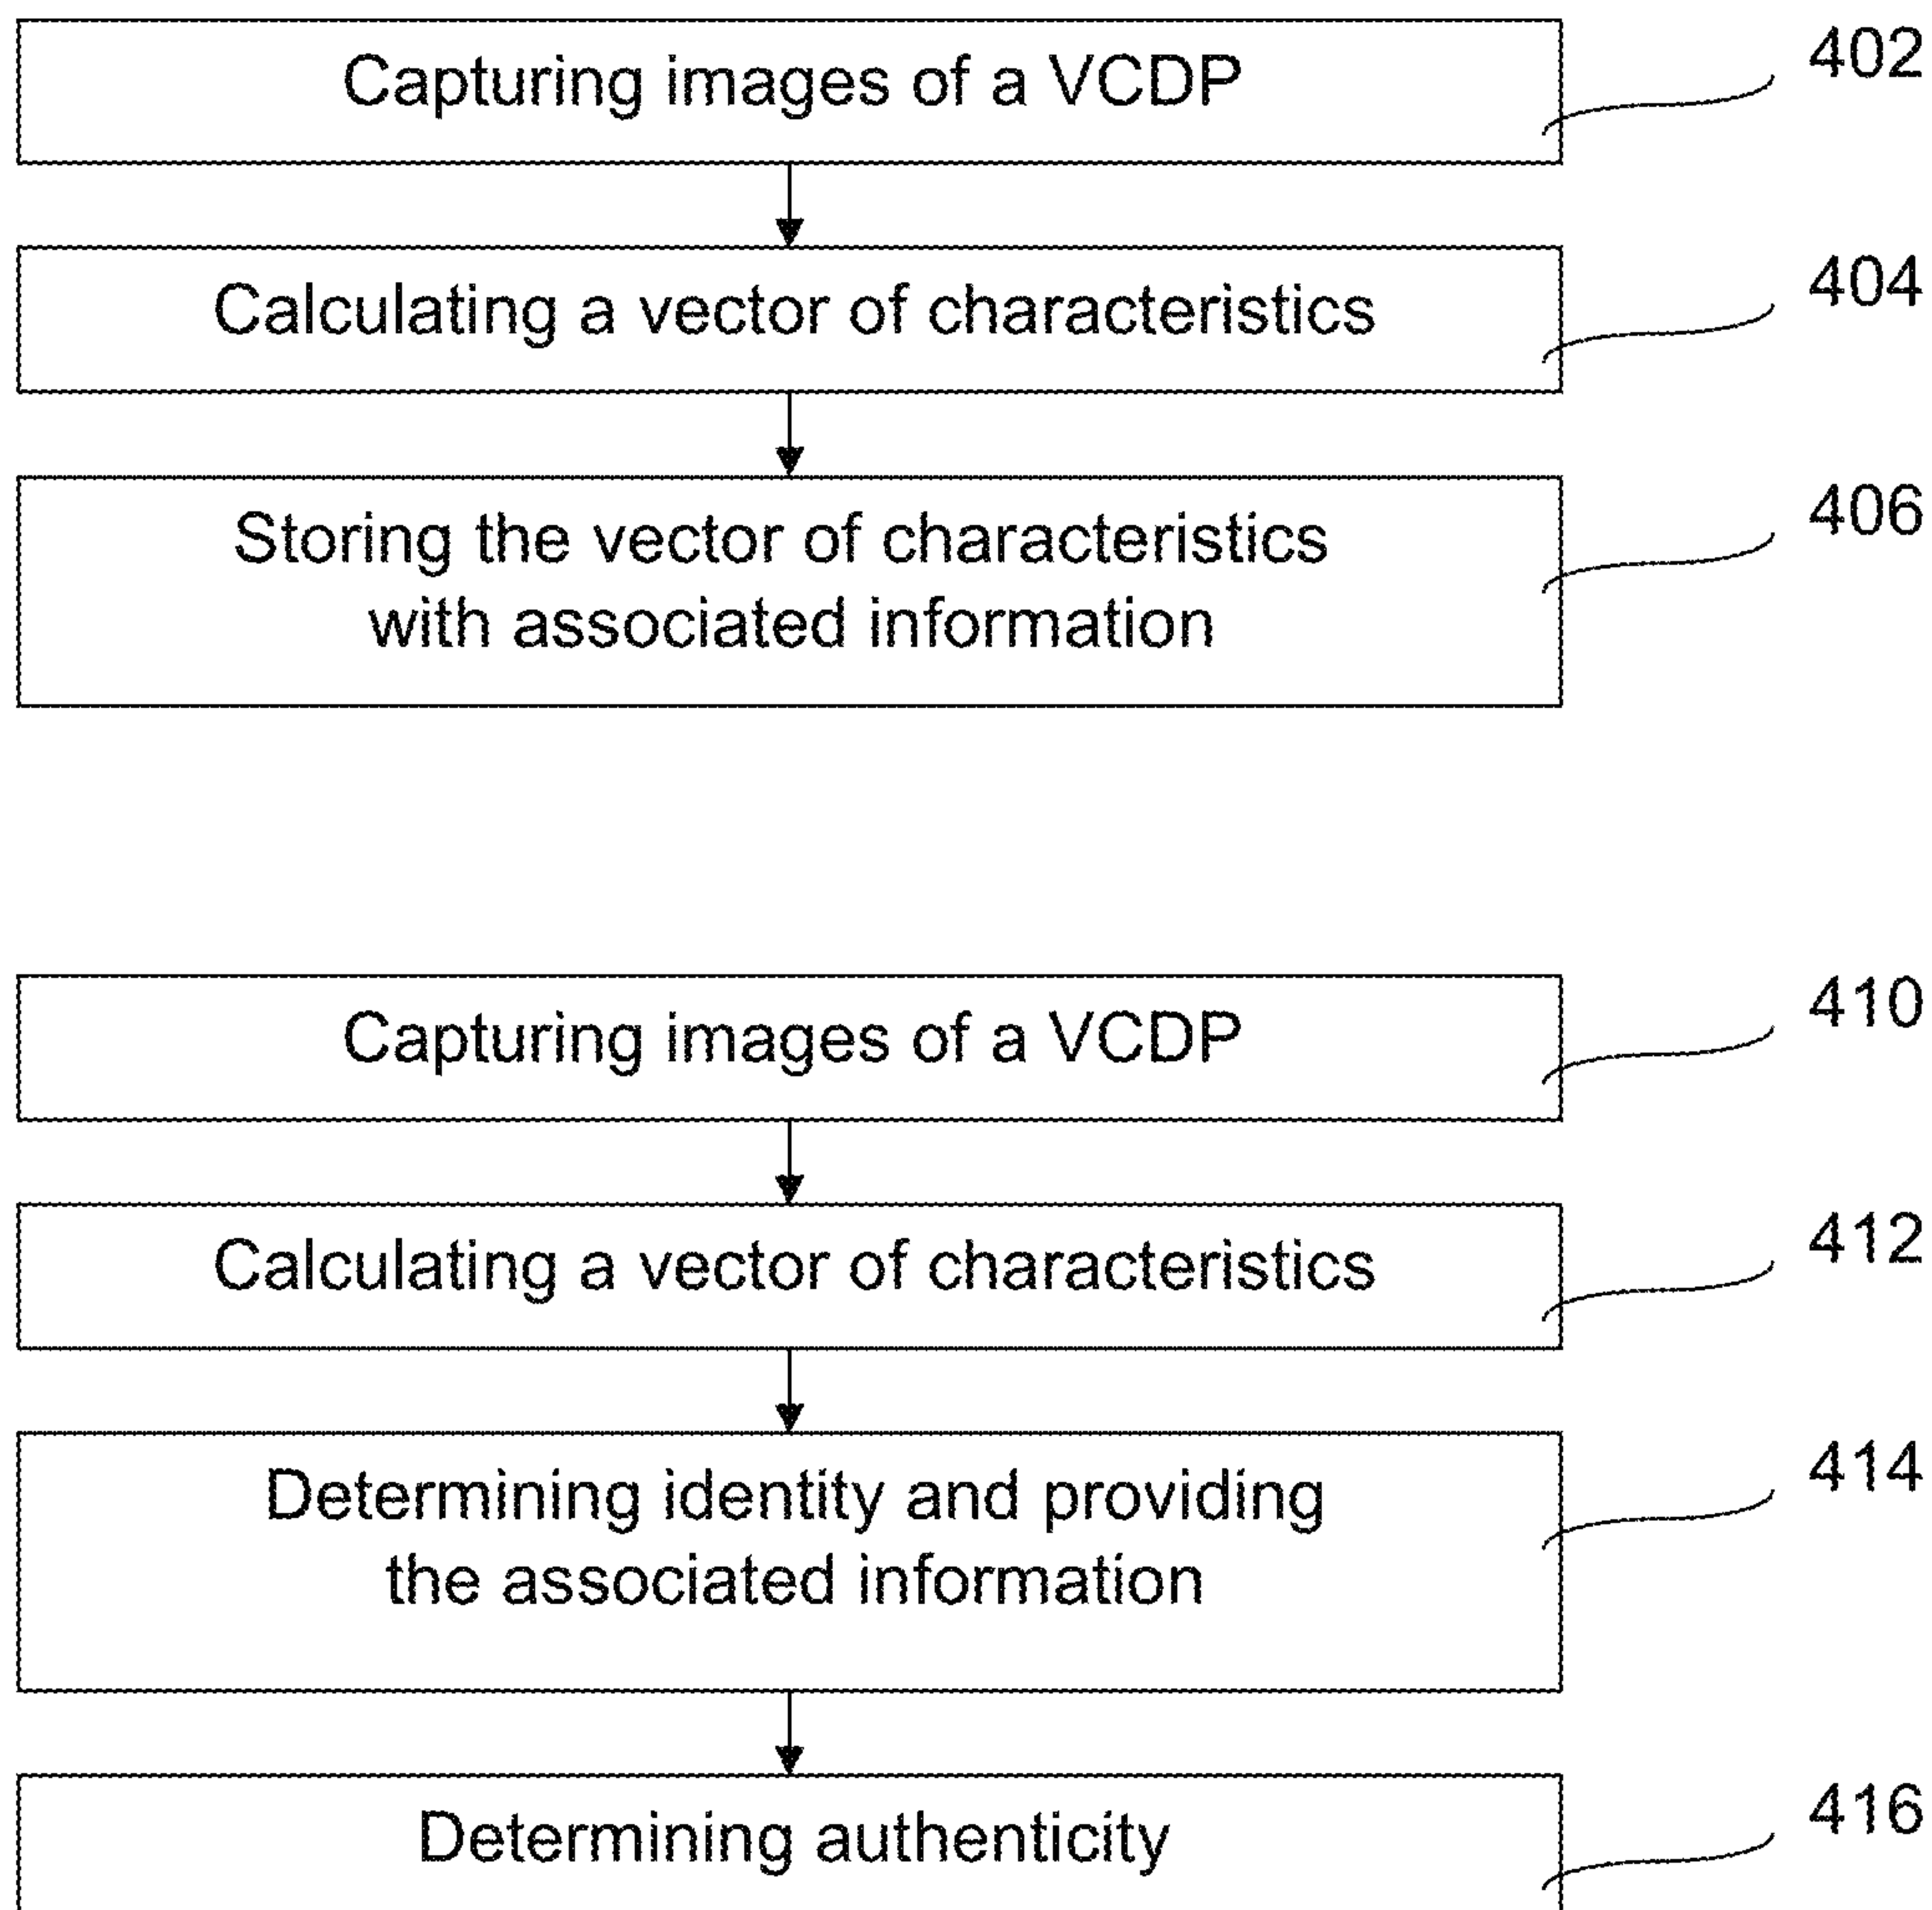 Capturing images of a VCDP
402
Calculating a vector of characteristics
404
Storing the vector of characteristics
with associated information
406
Capturing images of a VCDP
410
Calculating a vector of characteristics
412
Determining identity and providing
the associated information
414
Determining authenticity
416